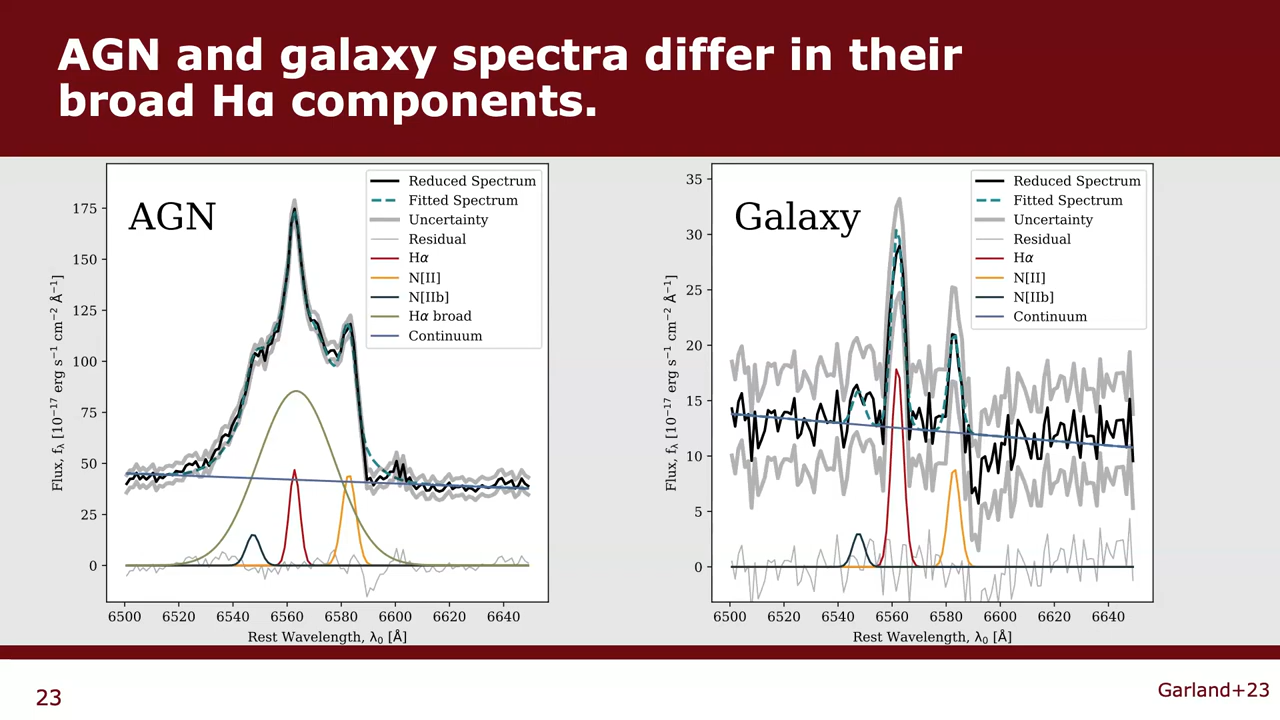 AGN and galaxy spectra differ in their
broad Hα components.
AGN
Reduced Spectrum
Fitted Spectrum
Uncertainty
Residual
Hα
N[II]
N[IIb]
Hα broad
Continuum
175
150
125
100
75
50
25
0
Flux, fλ [10⁻¹⁷ erg s⁻¹ cm⁻² Å⁻¹]
6500 6520 6540 6560 6580 6600 6620 6640
Rest Wavelength, λ₀ [Å]
Galaxy
Reduced Spectrum
Fitted Spectrum
Uncertainty
Residual
Hα
N[II]
N[IIb]
Continuum
35
30
25
20
15
10
5
0
Flux, fλ [10⁻¹⁷ erg s⁻¹ cm⁻² Å⁻¹]
6500 6520 6540 6560 6580 6600 6620 6640
Rest Wavelength, λ₀ [Å]
23
Garland+23